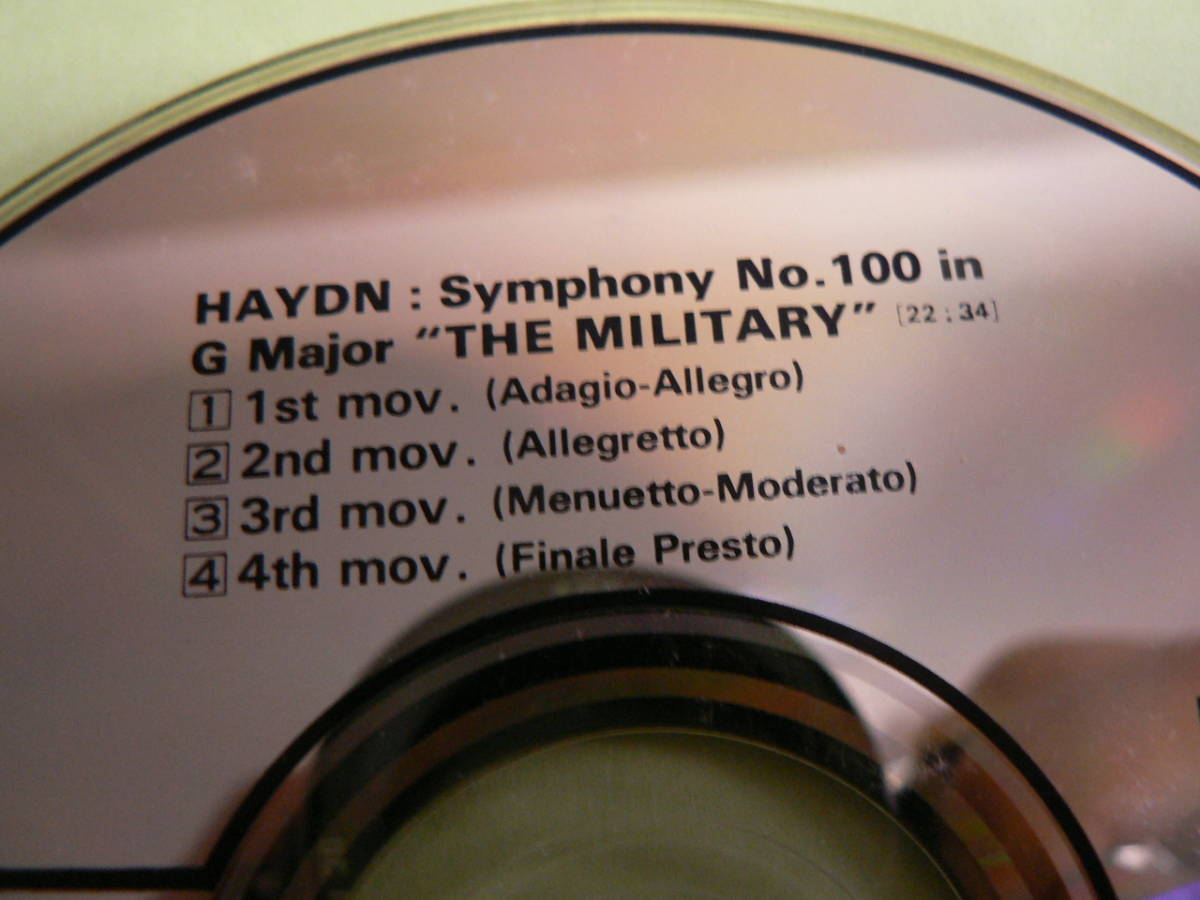 HAYDN : Symphony No.100 in
G Major “THE MILITARY” [22 : 34]
1 1st mov. (Adagio-Allegro)
2 2nd mov. (Allegretto)
3 3rd mov. (Menuetto-Moderato)
4 4th mov. (Finale Presto)